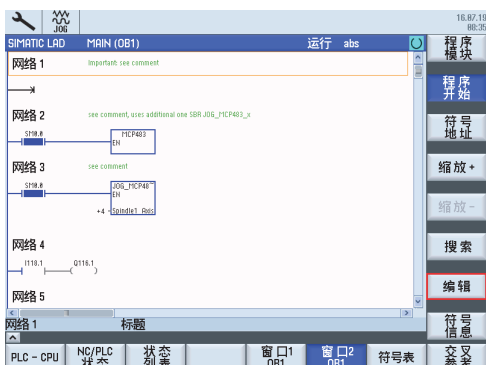 JOG
16.07.19
08:35
SIMATIC LAD MAIN (OB1) 运行 abs
网络 1 Important: see comment
网络 2 see comment, uses additional one SBR JOG_MCP483_x
SM0.0 MCP483
EN
网络 3 see comment
SM0.0 JOG_MCP48~
EN
+4 Spindle1_Axis
网络 4
I118.1 Q116.1
网络 5
网络 1 标题
程序
模块
程序
开始
符号
地址
缩放+
缩放-
搜索
编辑
符号
信息
交叉
参考
PLC - CPU
NC/PLC
状态
状态
列表
窗口1
OB1
窗口2
OB1
符号表